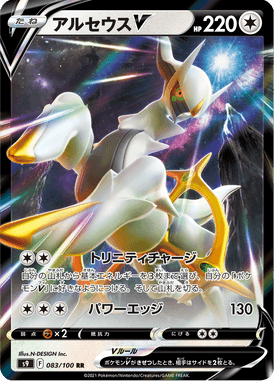 たね
アルセウスV
HP220
トリニティチャージ
自分の山札から基本エネルギーを3枚まで選び、自分の「ポケ
モンV」に好きなようにつける。そして山札を切る。
パワーエッジ 130
弱点 ×2 抵抗力 にげる
Illus.N-DESIGN Inc.
s9 F 083/100 RR
Vルール
ポケモンVがきぜつしたとき、相手はサイドを2枚とる。
©2021 Pokémon/Nintendo/Creatures/GAME FREAK.